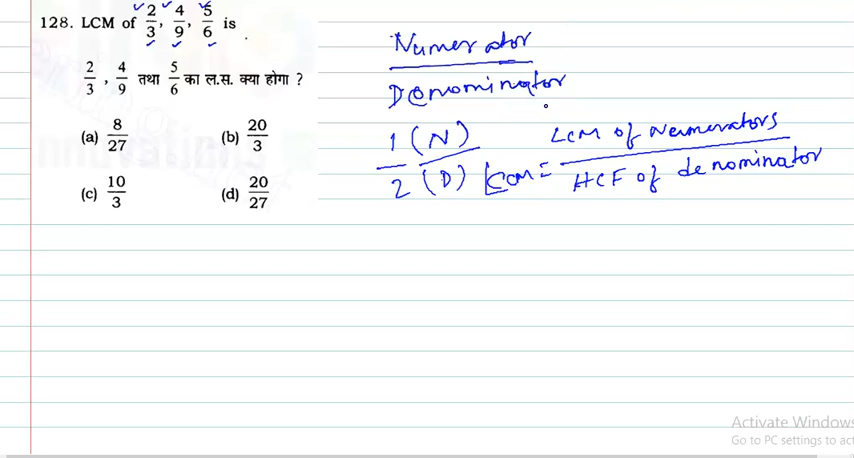 128. LCM of 2/3, 4/9, 5/6 is
2/3, 4/9 तथा 5/6 का ल.स. क्या होगा ?
(a) 8/27 (b) 20/3
(c) 10/3 (d) 20/27
Numerator
Denominator
1 (N)
2 (D)
LCM = LCM of Numerators
HCF of denominator
Activate Windows
Go to PC settings to ac